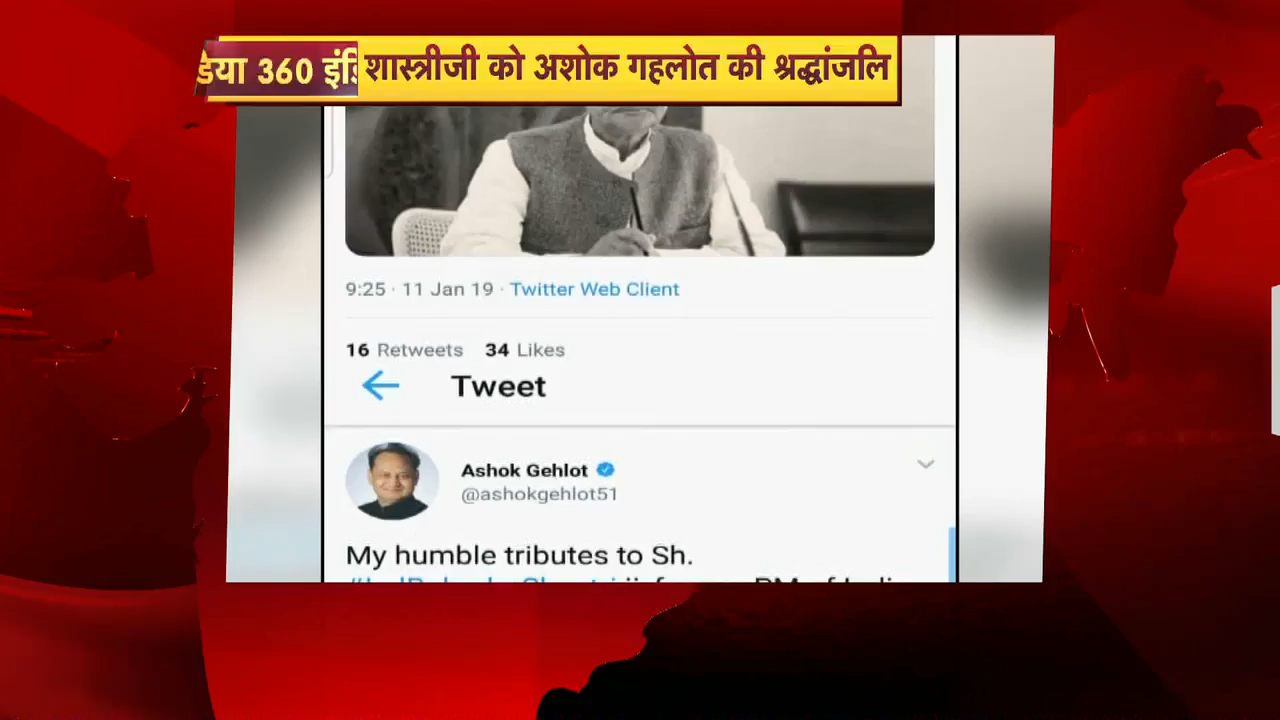 डिया 360 इंडि
शास्त्रीजी को अशोक गहलोत की श्रद्धांजलि
9:25 · 11 Jan 19 · Twitter Web Client
16 Retweets 34 Likes
Tweet
Ashok Gehlot
@ashokgehlot51
My humble tributes to Sh.